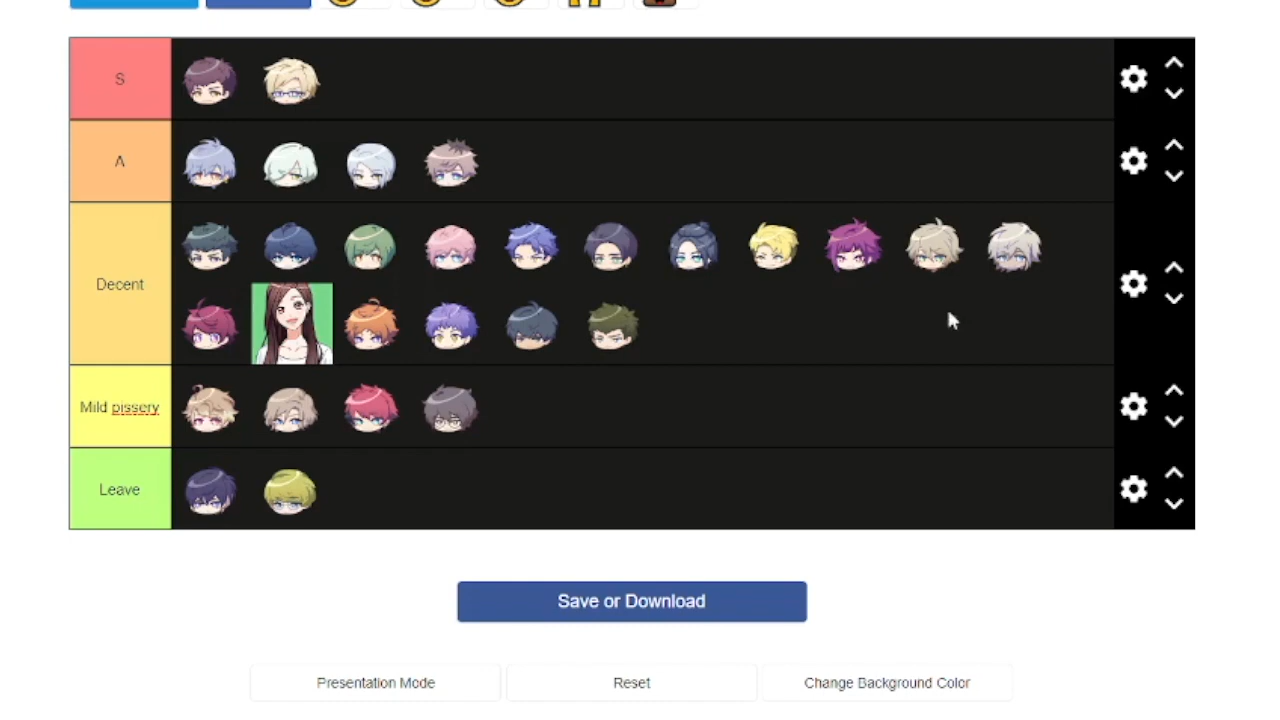 S
A
Decent
Mild pissery
Leave
Save or Download
Presentation Mode
Reset
Change Background Color